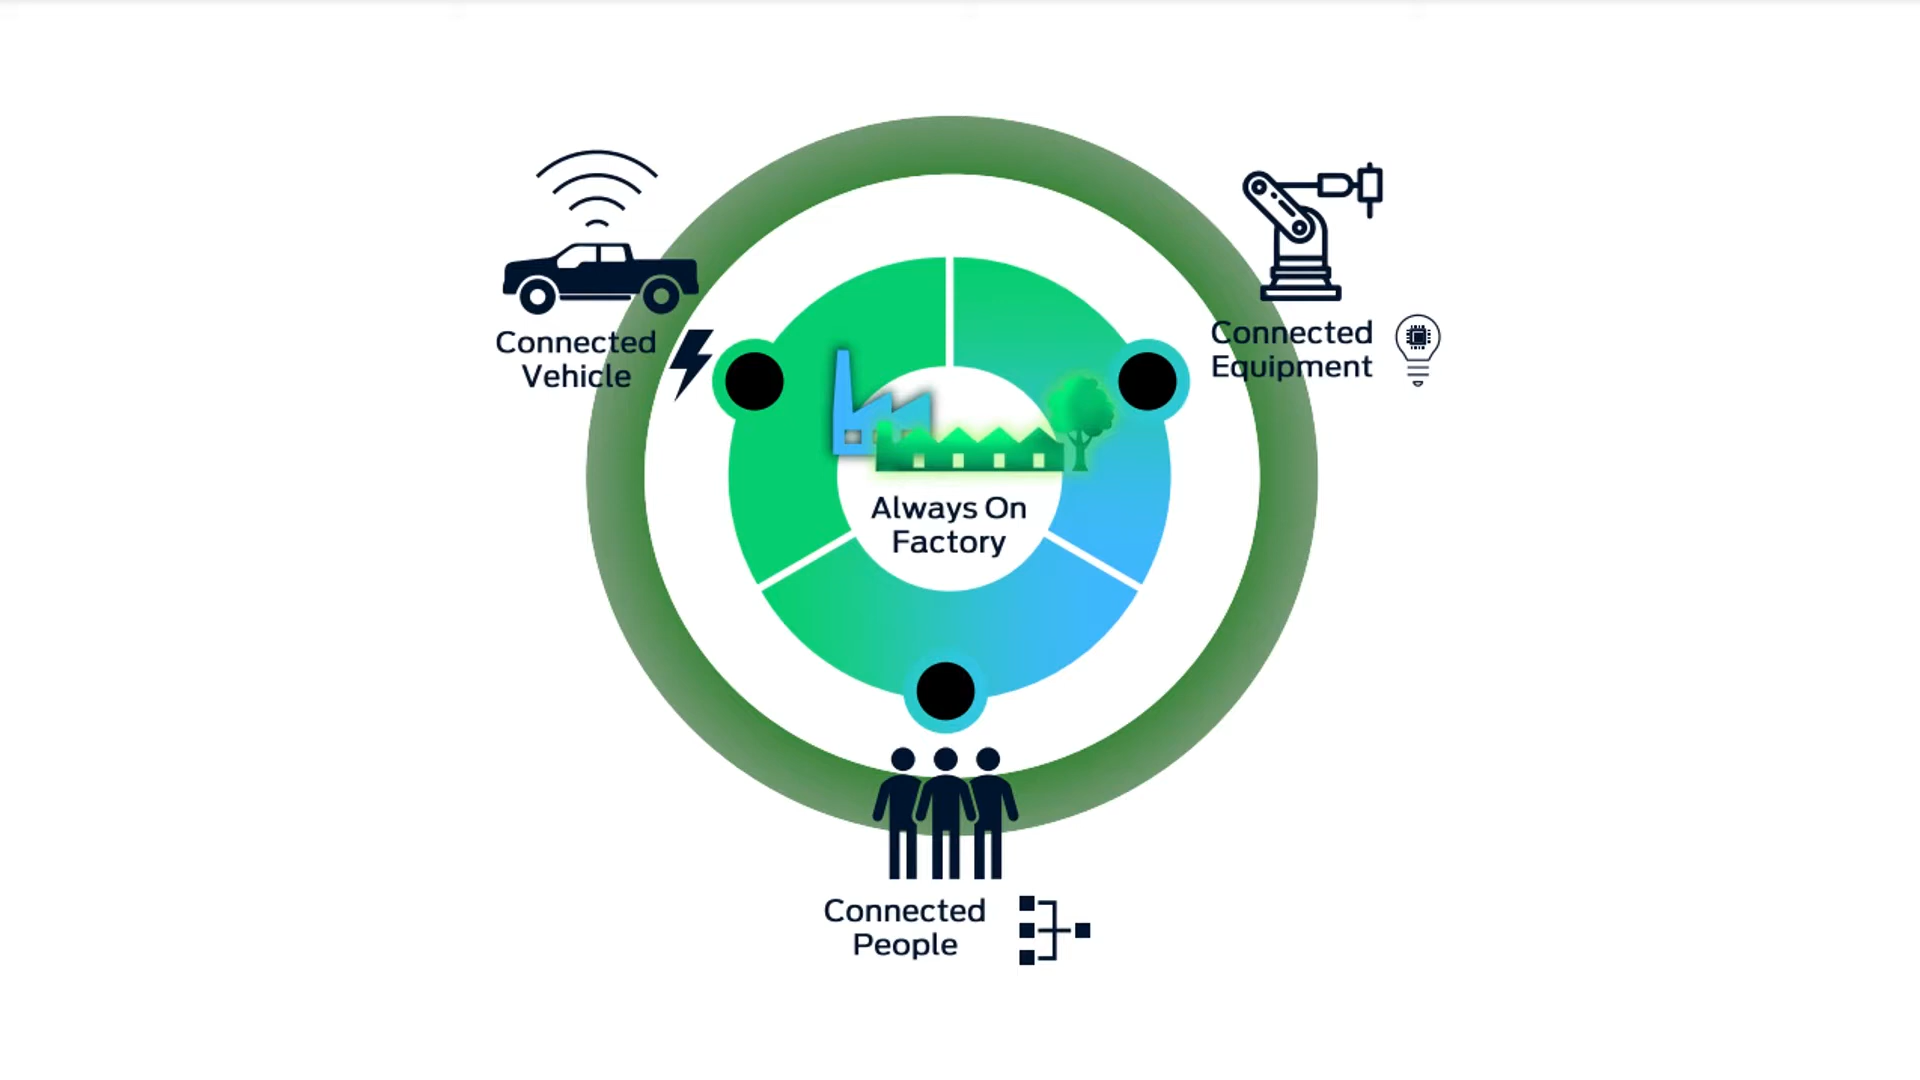 Connected
Vehicle
Connected
Equipment
Always On
Factory
Connected
People